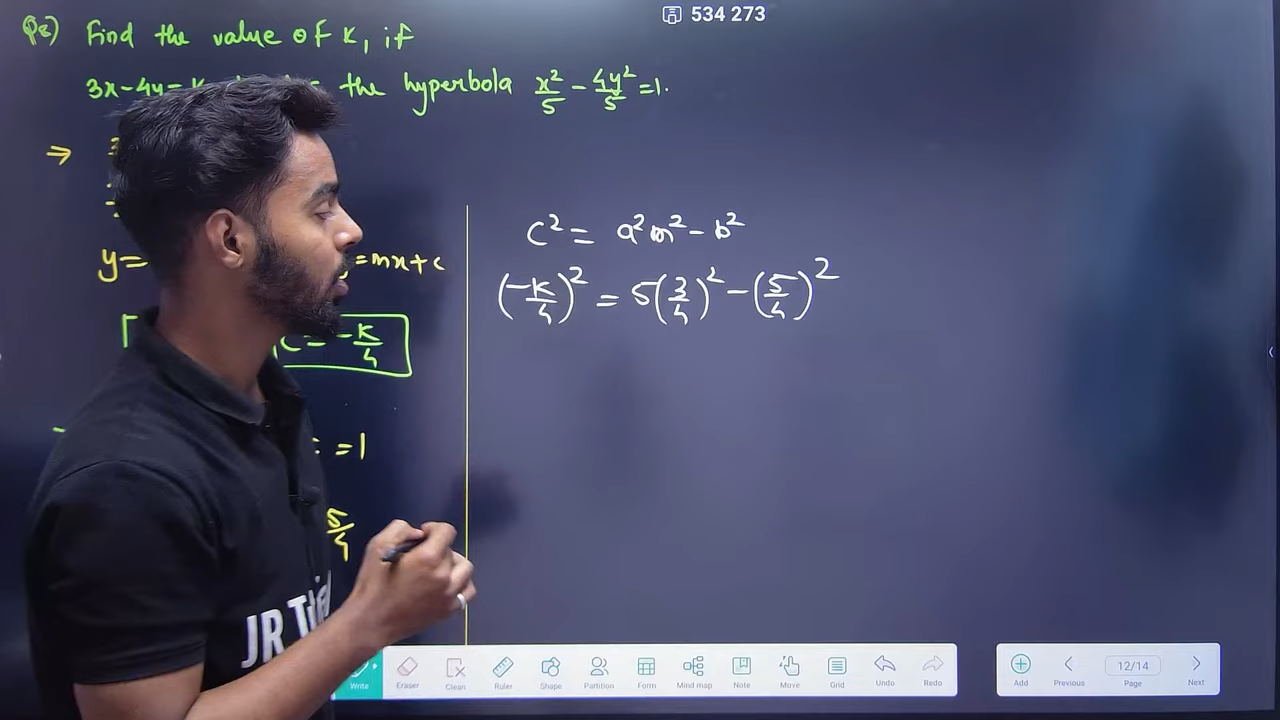 534 273
Q2) Find the value of K, if
3x-4y= the hyperbola x²/5 - 4y²/5 =1.
⇒
y= =mx+c
c = -K/4
=1
5/4
c² = a²m² - b²
(-K/4)² = 5(3/4)² - (5/4)²
JR
Write Eraser Clean Ruler Shape Partition Form Mind map Note Move Grid Undo Redo
Add Previous 12/14 Page Next